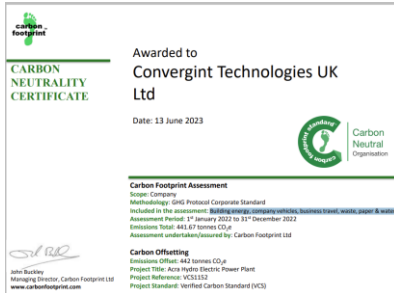 carbon
footprint
CARBON
NEUTRALITY
CERTIFICATE
Awarded to
Convergint Technologies UK
Ltd
Date: 13 June 2023
carbon footprint standard
Carbon
Neutral
Organisation
Carbon Footprint Assessment
Scope: Company
Methodology: GHG Protocol Corporate Standard
Included in the assessment: Building energy, company vehicles, business travel, waste, paper & water
Assessment Period: 1st January 2022 to 31st December 2022
Emissions Total: 441.67 tonnes CO2e
Assessment undertaken/assured by: Carbon Footprint Ltd
Carbon Offsetting
Emissions Offset: 442 tonnes CO2e
Project Title: Acra Hydro Electric Power Plant
Project Reference: VCS1152
Project Standard: Verified Carbon Standard (VCS)
John Buckley
Managing Director, Carbon Footprint Ltd
www.carbonfootprint.com